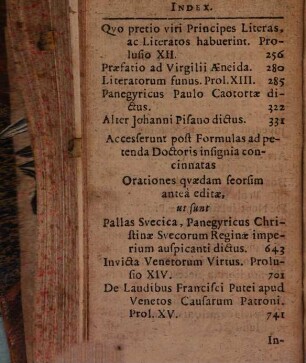 INDEX.
Qvo pretio viri Principes Literas,
ac Literatos habuerint. Pro-
lusio XII. 256
Præfatio ad Virgilii Æneida. 280
Literatorum funus. Prol. XIII. 285
Panegyricus Paulo Caotortæ di-
ctus. 322
Alter Johanni Pisano dictus. 331
Accesserunt post Formulas ad pe-
tenda Doctoris insignia con-
cinnatas
Orationes qvædam seorsim
anteà editæ,
ut sunt
Pallas Svecica, Panegyricus Chri-
stinæ Svecorum Reginæ impe-
rium auspicanti dictus. 643
Invicta Venetorum Virtus. Prolu-
sio XIV. 701
De Laudibus Francisci Putei apud
Venetos Causarum Patroni.
Prol. XV. 741
In-